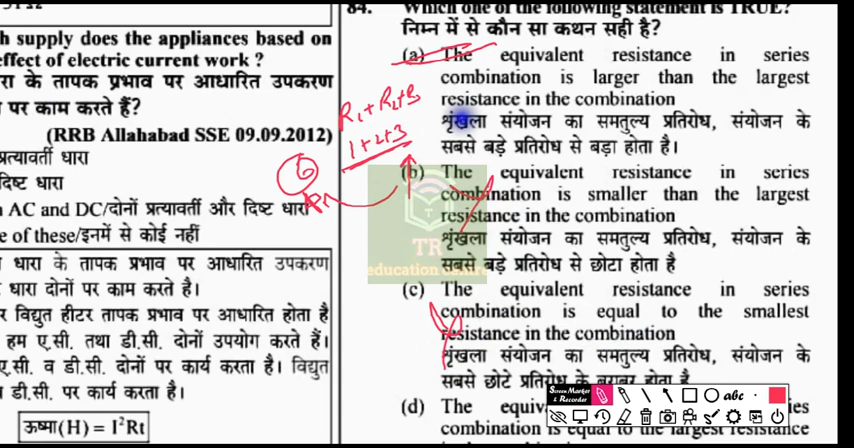 h supply does the appliances based on
effect of electric current work ?
रा के तापक प्रभाव पर आधारित उपकरण
पर काम करते हैं?
(RRB Allahabad SSE 09.09.2012)
प्रत्यावर्ती धारा
दिष्ट धारा
AC and DC/दोनों प्रत्यावर्ती और दिष्ट धारा
e of these/इनमें से कोई नहीं
धारा के तापक प्रभाव पर आधारित उपकरण
धारा दोनों पर काम करते है।
र विद्युत हीटर तापक प्रभाव पर आधारित होता है
हम ए.सी. तथा डी.सी. दोनों उपयोग करते हैं।
ए.सी. व डी.सी. दोनों पर कार्य करता है। विद्युत
डी.सी. पर कार्य करता है।
ऊष्मा(H) = I²Rt
84. Which one of the following statement is TRUE?
निम्न में से कौन सा कथन सही है?
(a) The equivalent resistance in series
combination is larger than the largest
resistance in the combination
शृंखला संयोजन का समतुल्य प्रतिरोध, संयोजन के
सबसे बड़े प्रतिरोध से बड़ा होता है।
(b) The equivalent resistance in series
combination is smaller than the largest
resistance in the combination
शृंखला संयोजन का समतुल्य प्रतिरोध, संयोजन के
सबसे बड़े प्रतिरोध से छोटा होता है
(c) The equivalent resistance in series
combination is equal to the smallest
resistance in the combination
शृंखला संयोजन का समतुल्य प्रतिरोध, संयोजन के
सबसे छोटे प्रतिरोध के बराबर होता है
(d) The
combination is equal to the largest resistance
R₁+R₂+R₃
1+2+3
6
TR
education centre
Screen Marker
& Recorder
abc